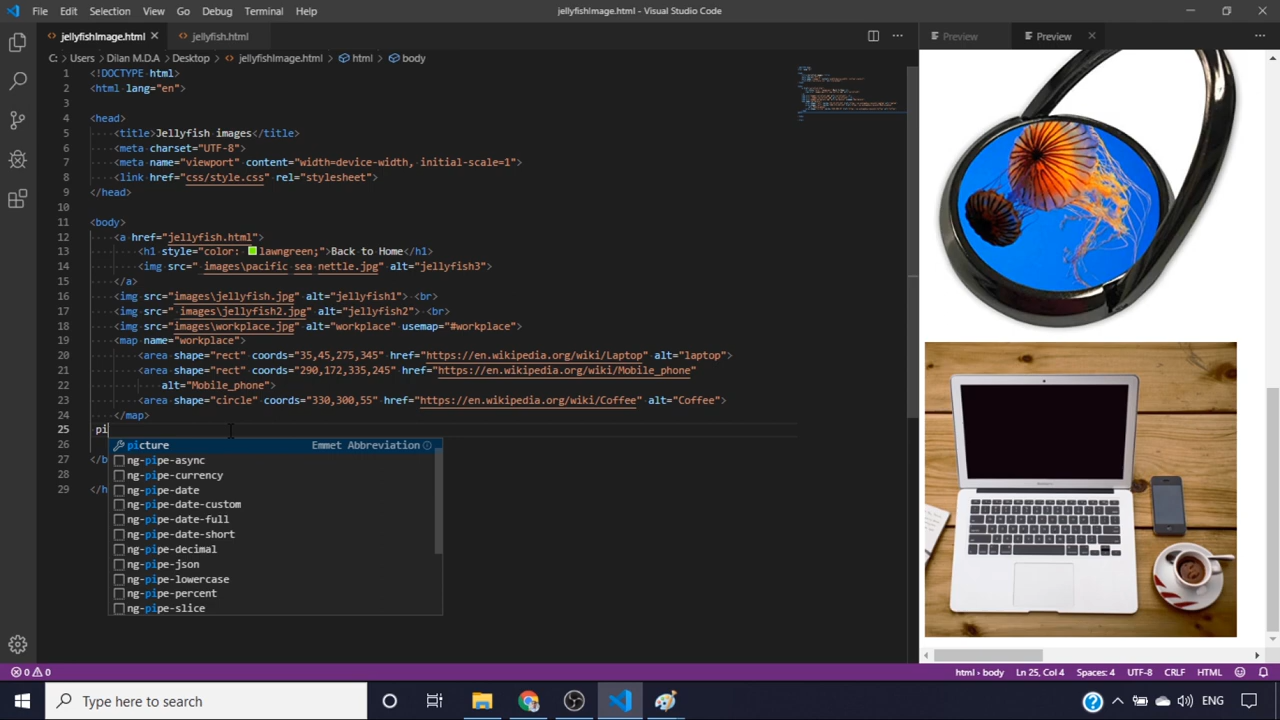 File Edit Selection View Go Debug Terminal Help
jellyfishImage.html - Visual Studio Code
jellyfishImage.html jellyfish.html
Preview Preview
C: > Users > Dilan M.D.A > Desktop > jellyfishImage.html > html > body
1 <!DOCTYPE html>
2 <html lang="en">
3
4 <head>
5 <title>Jellyfish images</title>
6 <meta charset="UTF-8">
7 <meta name="viewport" content="width=device-width, initial-scale=1">
8 <link href="css/style.css" rel="stylesheet">
9 </head>
10
11 <body>
12 <a href="jellyfish.html">
13 <h1 style="color: lawngreen;">Back to Home</h1>
14 <img src=" images\pacific sea nettle.jpg" alt="jellyfish3">
15 </a>
16 <img src="images\jellyfish.jpg" alt="jellyfish1"> <br>
17 <img src=" images\jellyfish2.jpg" alt="jellyfish2"> <br>
18 <img src="images\workplace.jpg" alt="workplace" usemap="#workplace">
19 <map name="workplace">
20 <area shape="rect" coords="35,45,275,345" href="https://en.wikipedia.org/wiki/Laptop" alt="laptop">
21 <area shape="rect" coords="290,172,335,245" href="https://en.wikipedia.org/wiki/Mobile_phone"
22 alt="Mobile_phone">
23 <area shape="circle" coords="330,300,55" href="https://en.wikipedia.org/wiki/Coffee" alt="Coffee">
24 </map>
25 pi
26 picture Emmet Abbreviation
27 </b ng-pipe-async
28 ng-pipe-currency
29 </h ng-pipe-date
ng-pipe-date-custom
ng-pipe-date-full
ng-pipe-date-short
ng-pipe-decimal
ng-pipe-json
ng-pipe-lowercase
ng-pipe-percent
ng-pipe-slice
0 0 html > body Ln 25, Col 4 Spaces: 4 UTF-8 CRLF HTML
Type here to search
ENG